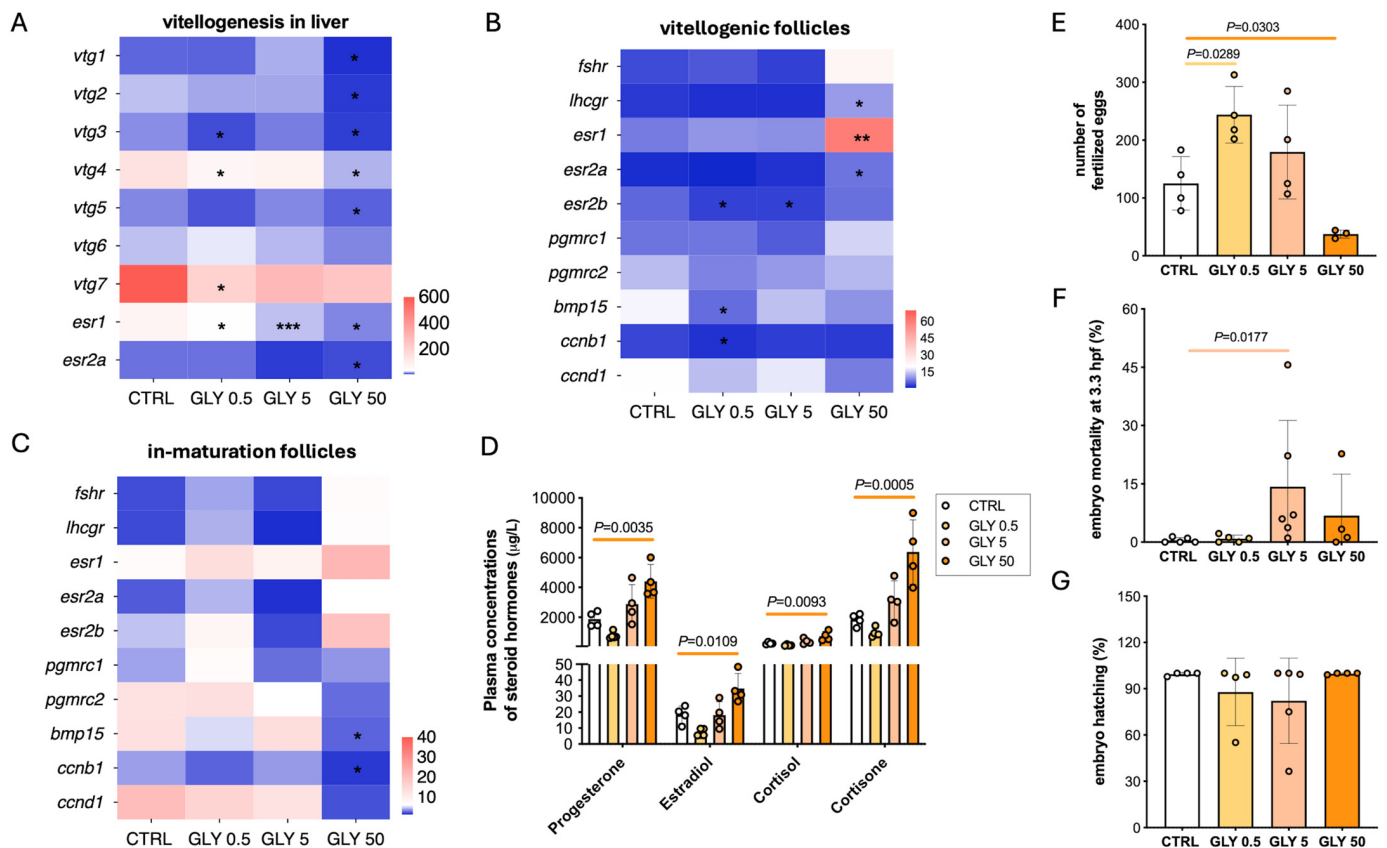 A
vitellogenesis in liver
vtg1
*
vtg2
*
vtg3
*
*
vtg4
*
*
vtg5
*
vtg6
vtg7
*
esr1
*
***
*
esr2a
*
CTRL
GLY 0.5
GLY 5
GLY 50
600
400
200
B
vitellogenic follicles
fshr
lhcgr
*
esr1
**
esr2a
*
esr2b
*
*
pgmrc1
pgmrc2
bmp15
*
ccnb1
*
ccnd1
CTRL
GLY 0.5
GLY 5
GLY 50
60
45
30
15
C
in-maturation follicles
fshr
lhcgr
esr1
esr2a
esr2b
pgmrc1
pgmrc2
bmp15
*
ccnb1
*
ccnd1
CTRL
GLY 0.5
GLY 5
GLY 50
40
30
20
10
D
Plasma concentrations
of steroid hormones (μg/L)
10000
8000
6000
4000
2000
50
40
30
20
10
0
P=0.0035
P=0.0109
P=0.0093
P=0.0005
CTRL
GLY 0.5
GLY 5
GLY 50
Progesterone
Estradiol
Cortisol
Cortisone
E
number of
fertilized eggs
400
300
200
100
0
P=0.0303
P=0.0289
CTRL
GLY 0.5
GLY 5
GLY 50
F
embryo mortality at 3.3 hpf (%)
60
45
30
15
0
P=0.0177
CTRL
GLY 0.5
GLY 5
GLY 50
G
embryo hatching (%)
150
120
90
60
30
0
CTRL
GLY 0.5
GLY 5
GLY 50